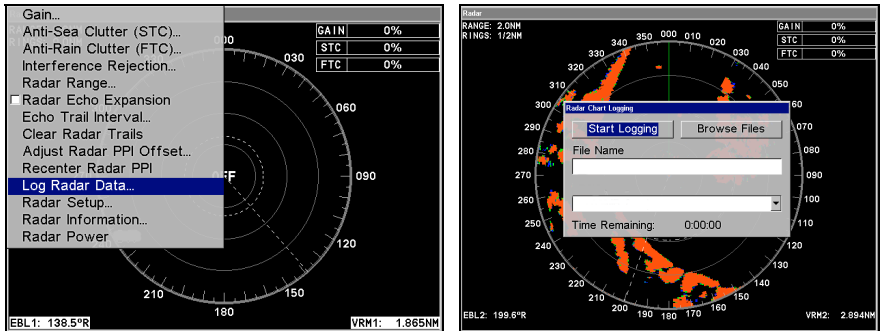 Gain...
Anti-Sea Clutter (STC)...
Anti-Rain Clutter (FTC)...
Interference Rejection...
Radar Range...
Radar Echo Expansion
Echo Trail Interval...
Clear Radar Trails
Adjust Radar PPI Offset...
Recenter Radar PPI
Log Radar Data...
Radar Setup...
Radar Information...
Radar Power
GAIN 0%
STC 0%
FTC 0%
000
030
060
090
120
150
180
210
EBL1: 138.5°R
VRM1: 1.865NM
Radar
RANGE: 2.0NM
RINGS: 1/2NM
GAIN 0%
STC 0%
FTC 0%
320 330 340 350 000 010 020 030
040
050
60
070
080
090
100
110
120
130
140
150
160
170
180
190
200
210
220
230
240
250
260
270
280
290
300
310
Radar Chart Logging
Start Logging
Browse Files
File Name
Time Remaining: 0:00:00
EBL2: 199.6°R
VRM2: 2.894NM